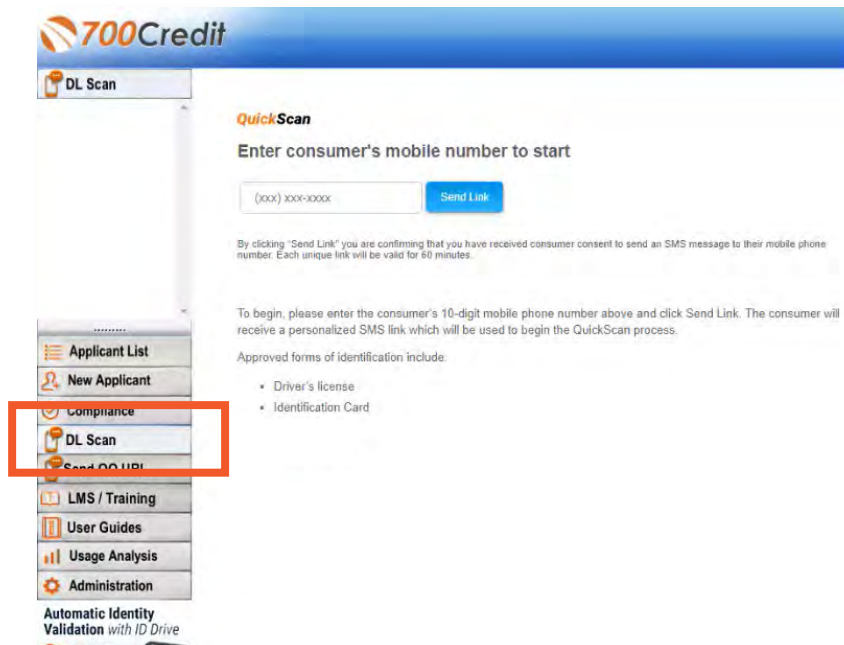 700Credit
DL Scan
QuickScan
Enter consumer's mobile number to start
(xxx) xxx-xxxx
Send Link
By clicking "Send Link" you are confirming that you have received consumer consent to send an SMS message to their mobile phone
number. Each unique link will be valid for 60 minutes.
To begin, please enter the consumer's 10-digit mobile phone number above and click Send Link. The consumer will
receive a personalized SMS link which will be used to begin the QuickScan process.
Approved forms of identification include:
• Driver's license
• Identification Card
Applicant List
New Applicant
Compliance
DL Scan
Send QQ URL
LMS / Training
User Guides
Usage Analysis
Administration
Automatic Identity
Validation with ID Drive